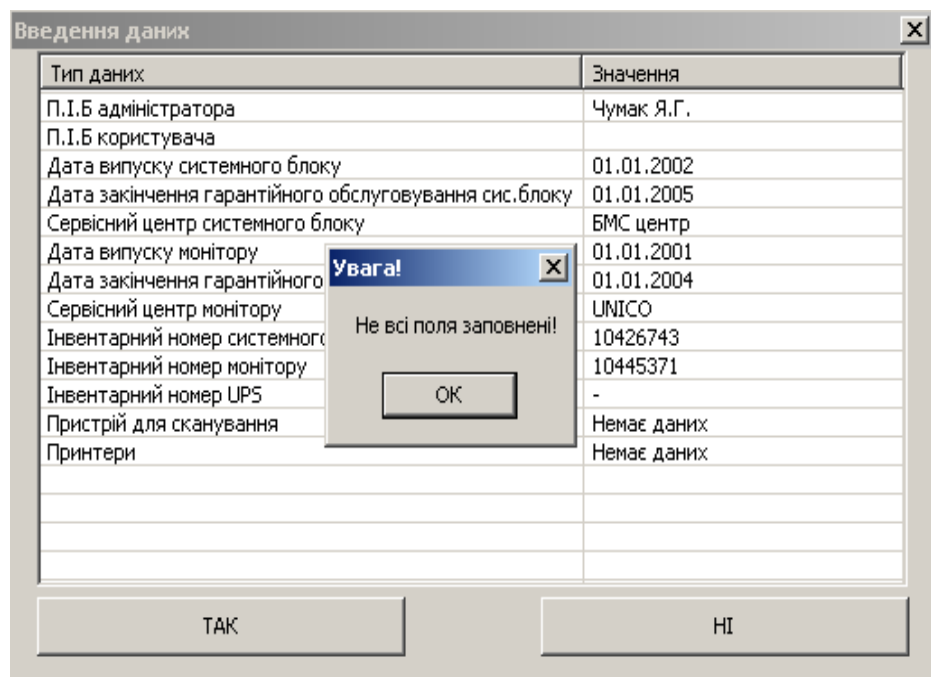 Введення даних
Тип даних Значення
П.І.Б адміністратора Чумак Я.Г.
П.І.Б користувача
Дата випуску системного блоку 01.01.2002
Дата закінчення гарантійного обслуговування сис.блоку 01.01.2005
Сервісний центр системного блоку БМС центр
Дата випуску монітору 01.01.2001
Дата закінчення гарантійного 01.01.2004
Сервісний центр монітору UNICO
Інвентарний номер системного 10426743
Інвентарний номер монітору 10445371
Інвентарний номер UPS -
Пристрій для сканування Немає даних
Принтери Немає даних
Увага!
Не всі поля заповнені!
OK
ТАК НІ